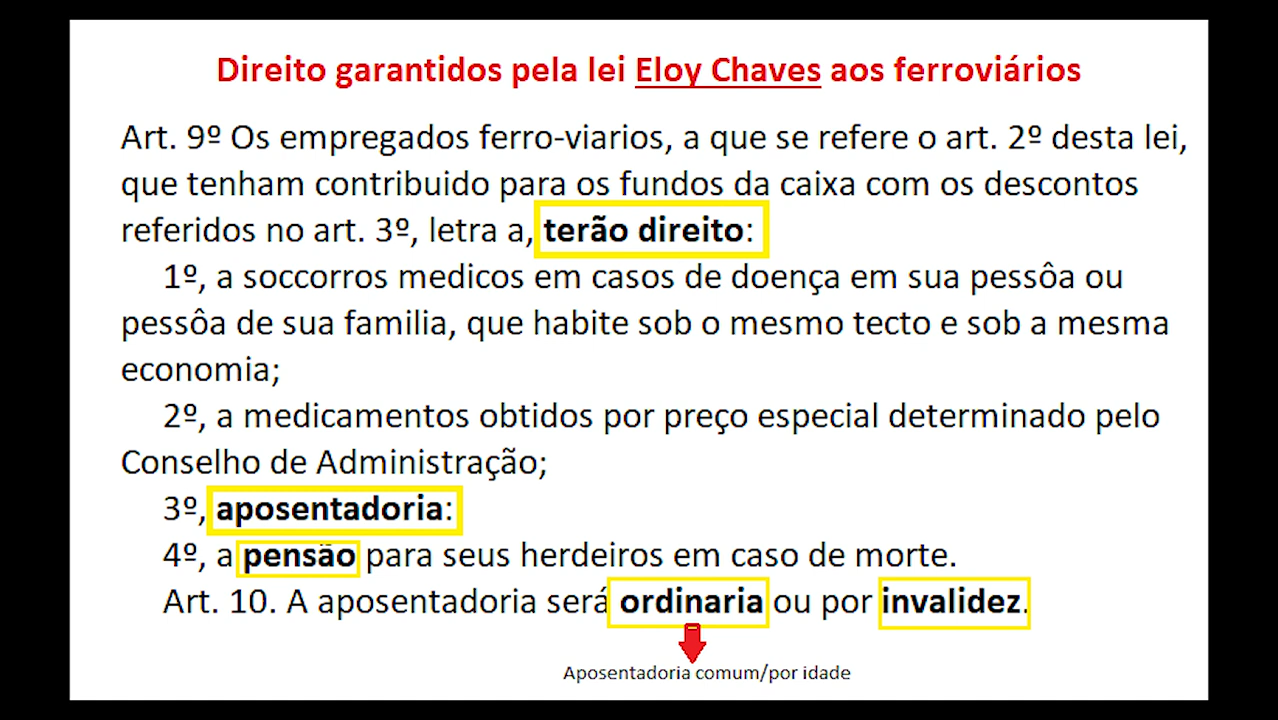 Direito garantidos pela lei Eloy Chaves aos ferroviários
Art. 9º Os empregados ferro-viarios, a que se refere o art. 2º desta lei,
que tenham contribuido para os fundos da caixa com os descontos
referidos no art. 3º, letra a, terão direito:
1º, a soccorros medicos em casos de doença em sua pessôa ou
pessôa de sua familia, que habite sob o mesmo tecto e sob a mesma
economia;
2º, a medicamentos obtidos por preço especial determinado pelo
Conselho de Administração;
3º, aposentadoria:
4º, a pensão para seus herdeiros em caso de morte.
Art. 10. A aposentadoria será ordinaria ou por invalidez.
Aposentadoria comum/por idade